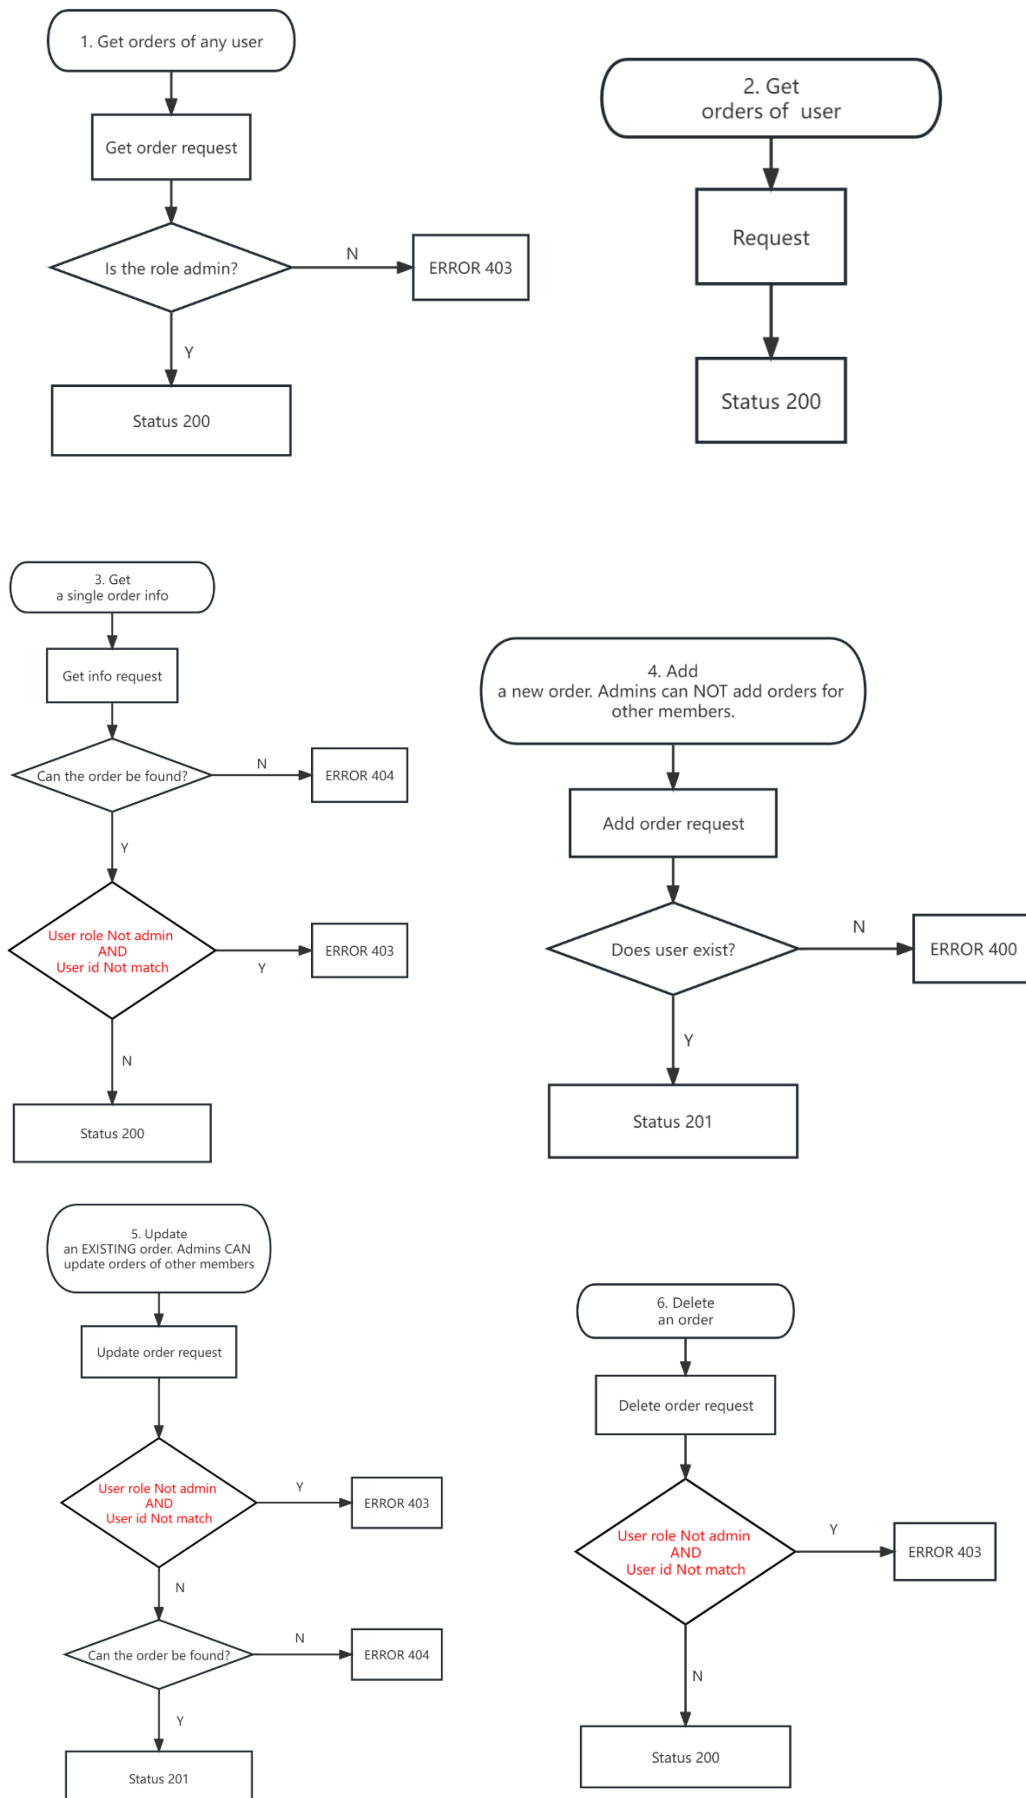 1. Get orders of any user
Get order request
Is the role admin?
N
ERROR 403
Y
Status 200
2. Get
orders of  user
Request
Status 200
3. Get
a single order info
Get info request
Can the order be found?
N
ERROR 404
Y
User role Not admin
AND
User id Not match
Y
ERROR 403
N
Status 200
4. Add
a new order. Admins can NOT add orders for
other members.
Add order request
Does user exist?
N
ERROR 400
Y
Status 201
5. Update
an EXISTING order. Admins CAN
update orders of other members
Update order request
User role Not admin
AND
User id Not match
Y
ERROR 403
N
Can the order be found?
N
ERROR 404
Y
Status 201
6. Delete
an order
Delete order request
User role Not admin
AND
User id Not match
Y
ERROR 403
N
Status 200